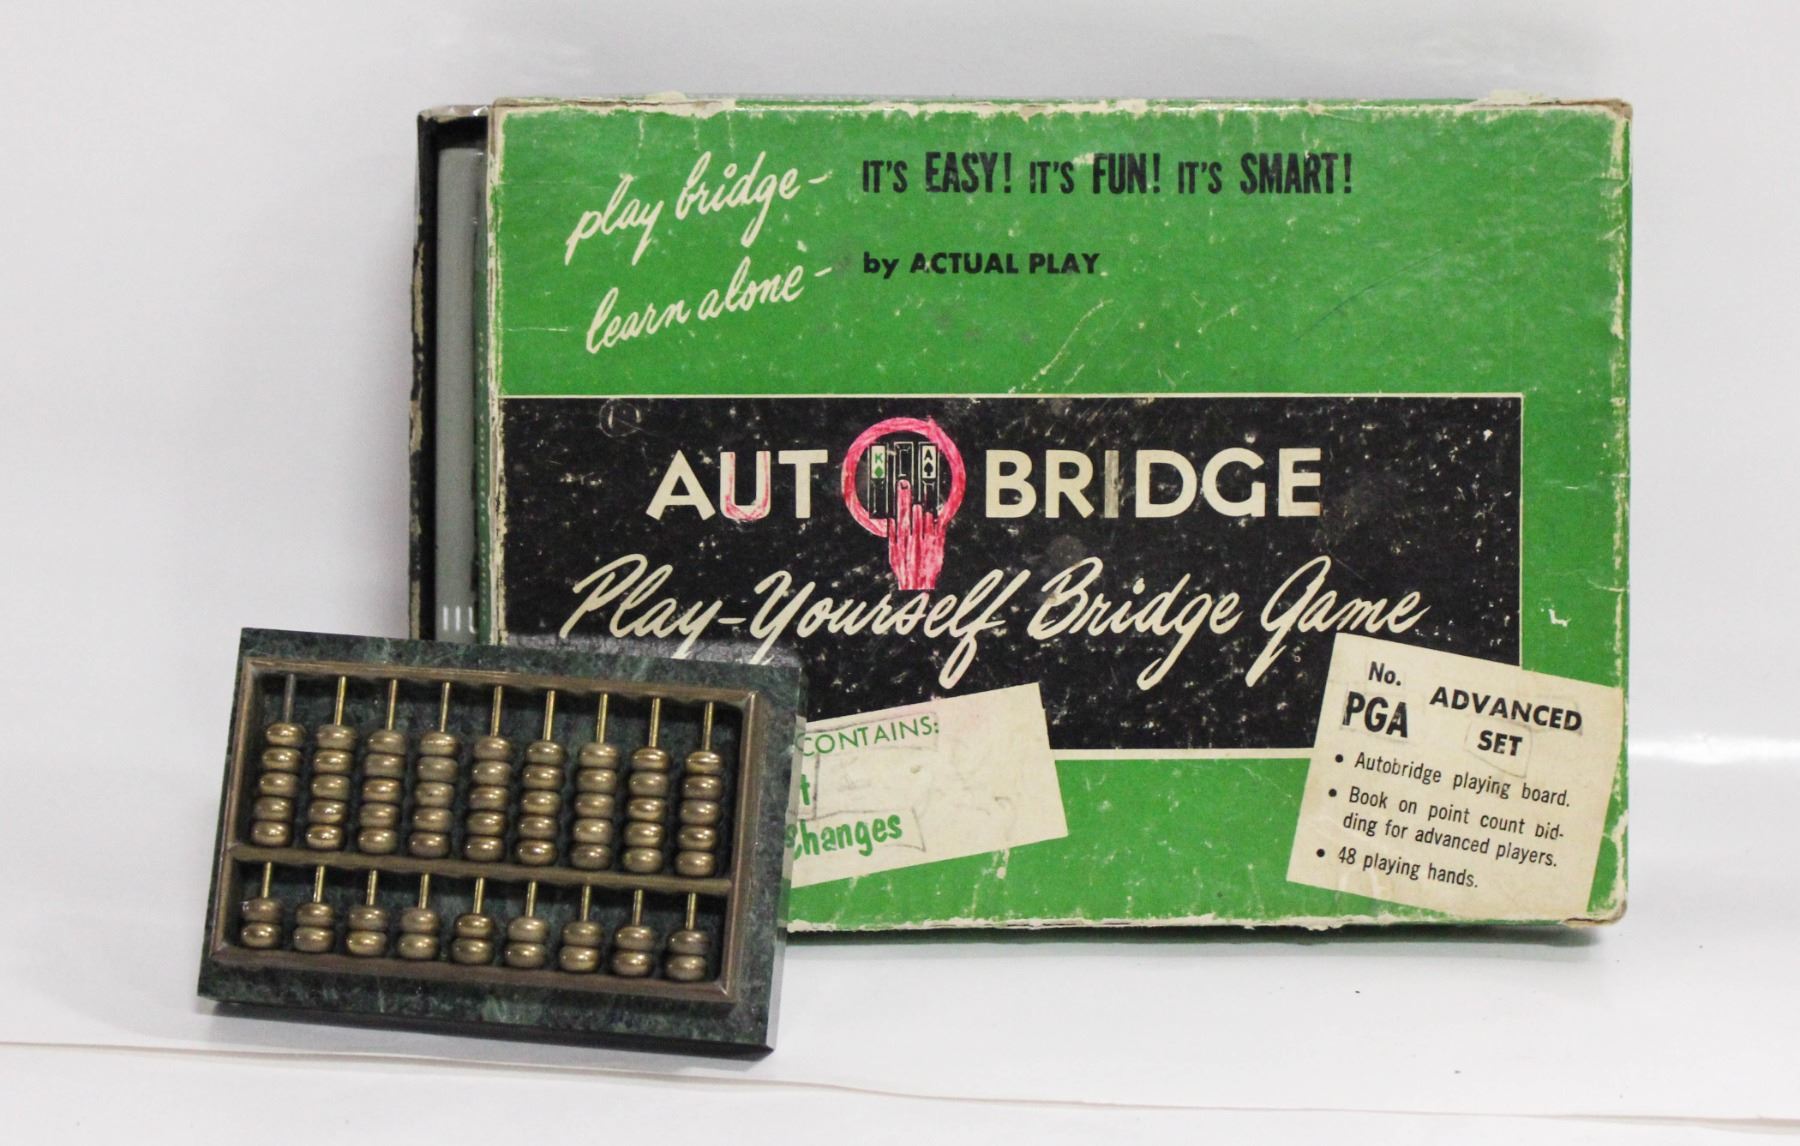 play bridge-
IT'S EASY! IT'S FUN! IT'S SMART!
learn alone-
by ACTUAL PLAY
AUTOBRIDGE
K
A
Play-Yourself Bridge Game
CONTAINS:
changes
No.
PGA
ADVANCED
SET
• Autobridge playing board.
• Book on point count bid-
ding for advanced players.
• 48 playing hands.